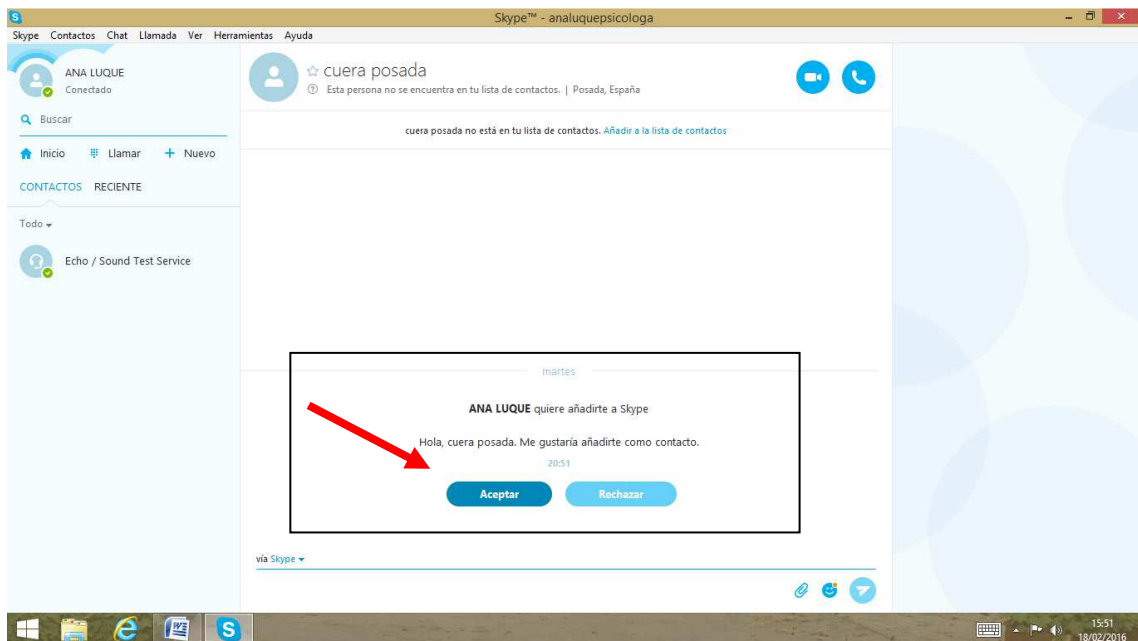 Skype™ - analuquepsicologa
Skype Contactos Chat Llamada Ver Herramientas Ayuda
ANA LUQUE
Conectado
Buscar
Inicio Llamar + Nuevo
CONTACTOS RECIENTE
Todo
Echo / Sound Test Service
cuera posada
Esta persona no se encuentra en tu lista de contactos. | Posada, España
cuera posada no está en tu lista de contactos. Añadir a la lista de contactos
martes
ANA LUQUE quiere añadirte a Skype
Hola, cuera posada. Me gustaría añadirte como contacto.
20:51
Aceptar Rechazar
vía Skype
15:51
18/02/2016